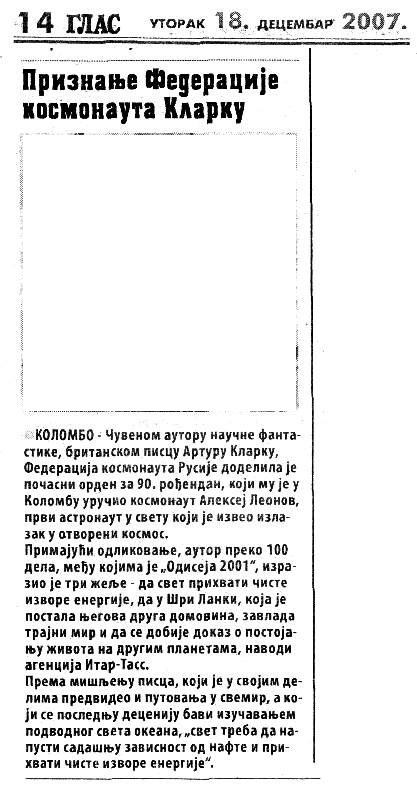 14 ГЛАС УТОРАК 18. ДЕЦЕМБАР 2007.
Признање Федерације
космонаута Кларку
КОЛОМБО - Чувеном аутору научне фанта-
стике, британском писцу Артуру Кларку,
Федерација космонаута Русије доделила је
почасни орден за 90. рођендан, који му је у
Коломбу уручио космонаут Алексеј Леонов,
први астронаут у свету који је извео изла-
зак у отворени космос.
Примајући одликовање, аутор преко 100
дела, међу којима је „Одисеја 2001“, изра-
зио је три жеље - да свет прихвати чисте
изворе енергије, да у Шри Ланки, која је
постала његова друга домовина, завлада
трајни мир и да се добије доказ о постоја-
њу живота на другим планетама, наводи
агенција Итар-Тасс.
Према мишљењу писца, који је у својим де-
лима предвидео и путовања у свемир, а ко-
ји се последњу деценију бави изучавањем
подводног света океана, „свет треба да на-
пусти садашњу зависност од нафте и при-
хвати чисте изворе енергије“.